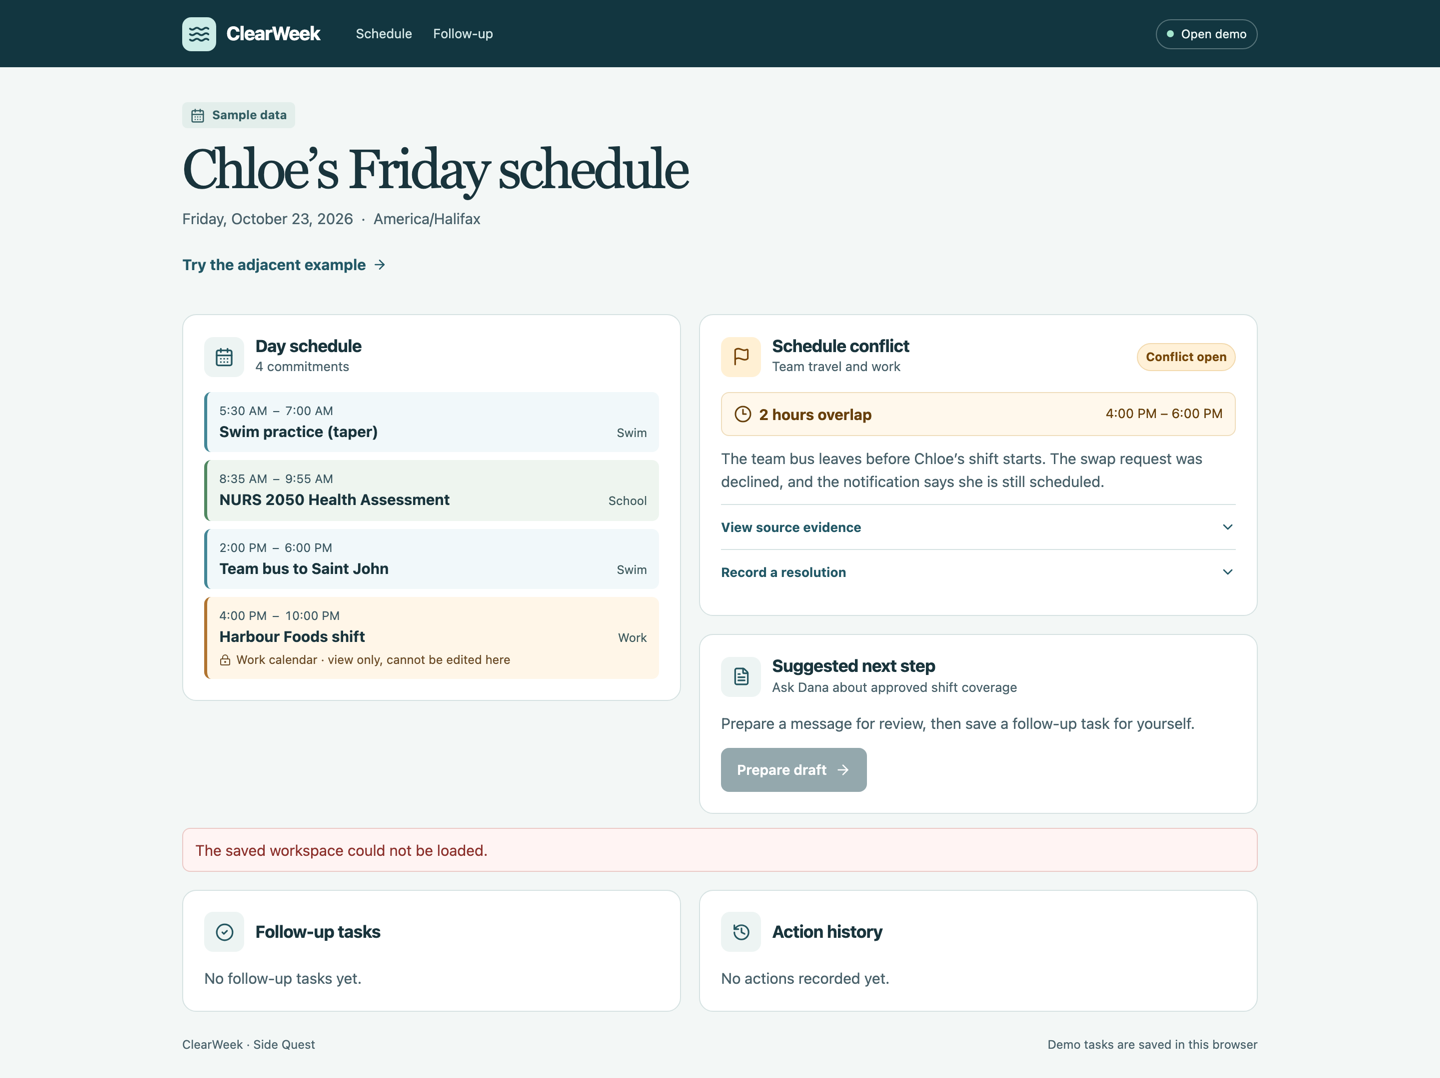 ClearWeek
Schedule
Follow-up
Open demo
Sample data
Chloe’s Friday schedule
Friday, October 23, 2026 · America/Halifax
Try the adjacent example →
Day schedule
4 commitments
5:30 AM – 7:00 AM
Swim practice (taper)
Swim
8:35 AM – 9:55 AM
NURS 2050 Health Assessment
School
2:00 PM – 6:00 PM
Team bus to Saint John
Swim
4:00 PM – 10:00 PM
Harbour Foods shift
Work
Work calendar · view only, cannot be edited here
Schedule conflict
Team travel and work
Conflict open
2 hours overlap
4:00 PM – 6:00 PM
The team bus leaves before Chloe’s shift starts. The swap request was
declined, and the notification says she is still scheduled.
View source evidence
Record a resolution
Suggested next step
Ask Dana about approved shift coverage
Prepare a message for review, then save a follow-up task for yourself.
Prepare draft →
The saved workspace could not be loaded.
Follow-up tasks
No follow-up tasks yet.
Action history
No actions recorded yet.
ClearWeek · Side Quest
Demo tasks are saved in this browser